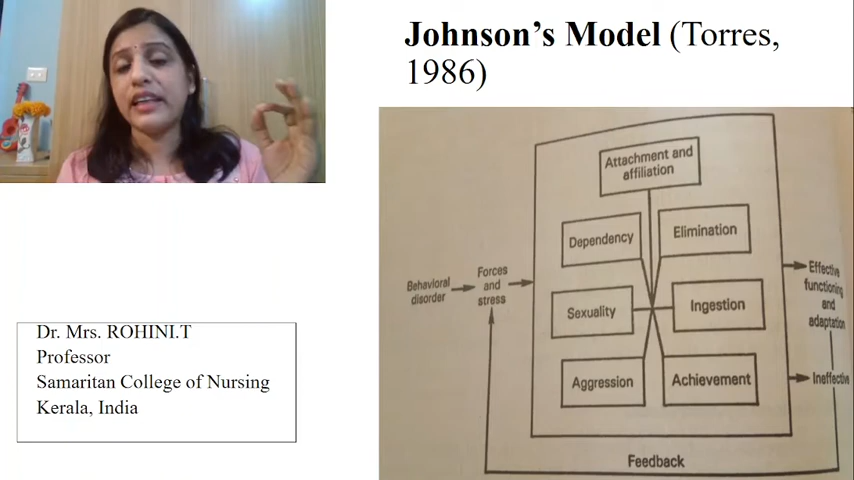 Johnson's Model (Torres,
1986)
Attachment and
affiliation
Dependency
Elimination
Behavioral
disorder
Forces
and
stress
Sexuality
Ingestion
Effective
functioning
and
adaptation
Aggression
Achievement
Ineffective
Feedback
Dr. Mrs. ROHINI.T
Professor
Samaritan College of Nursing
Kerala, India